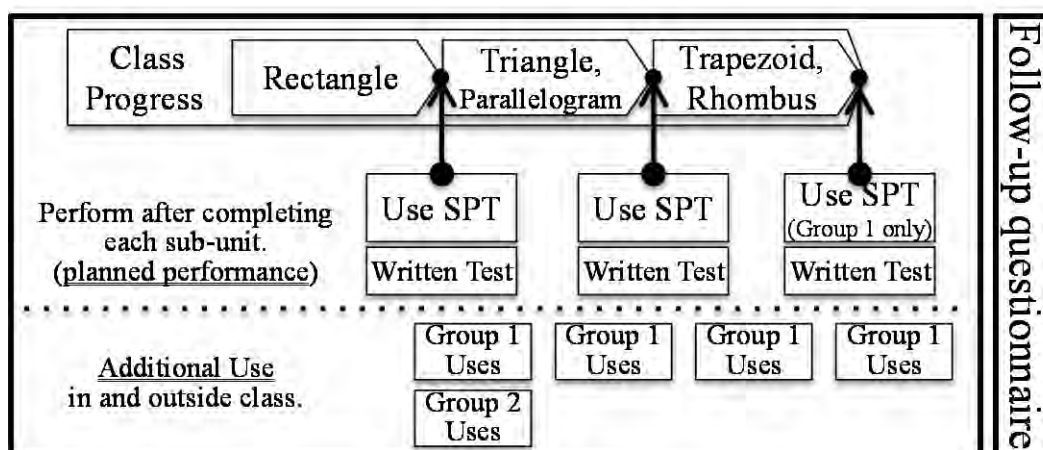 Class
Progress
Rectangle
Triangle,
Parallelogram
Trapezoid,
Rhombus
Perform after completing
each sub-unit.
(planned performance)
Use SPT
Written Test
Use SPT
Written Test
Use SPT
(Group 1 only)
Written Test
Additional Use
in and outside class.
Group 1
Uses
Group 1
Uses
Group 1
Uses
Group 1
Uses
Group 2
Uses
Follow-up questionnaire